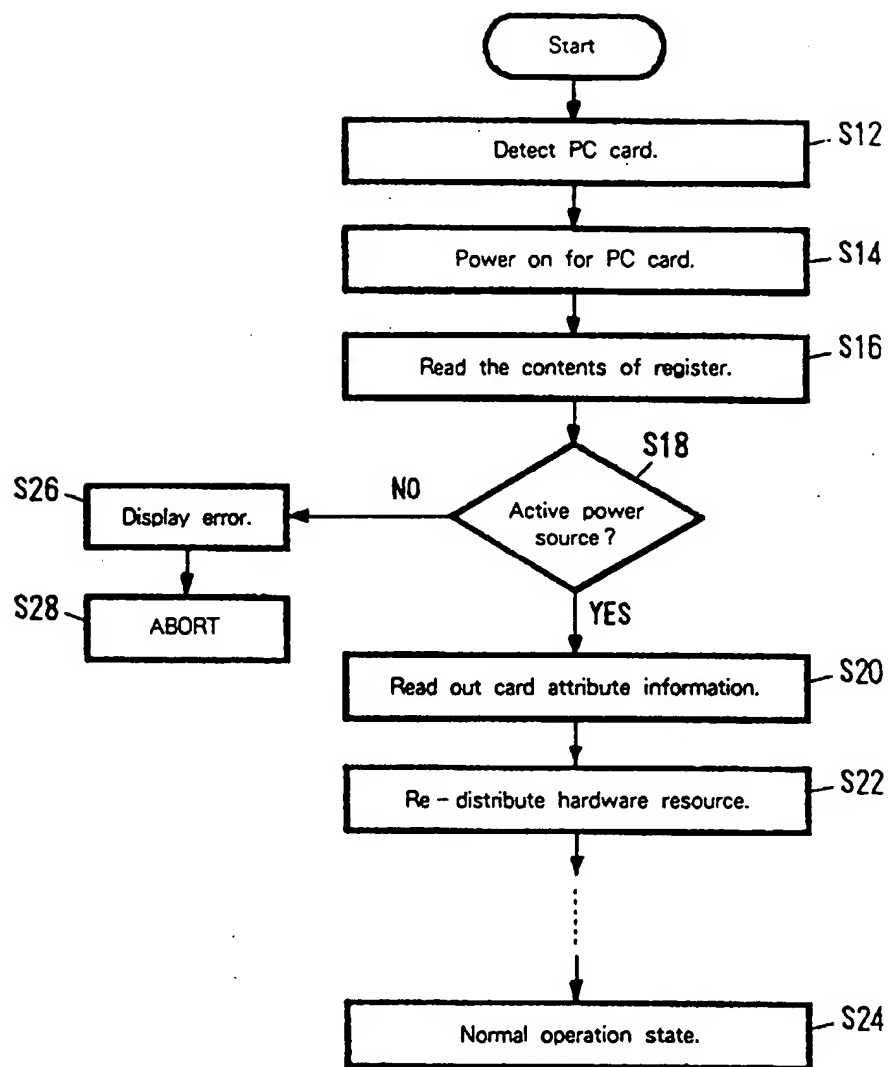 Start
Detect PC card.
S12
Power on for PC card.
S14
Read the contents of register.
S16
S18
Active power
source?
NO
S26
Display error.
S28
ABORT
YES
Read out card attribute information.
S20
Re-distribute hardware resource.
S22
Normal operation state.
S24